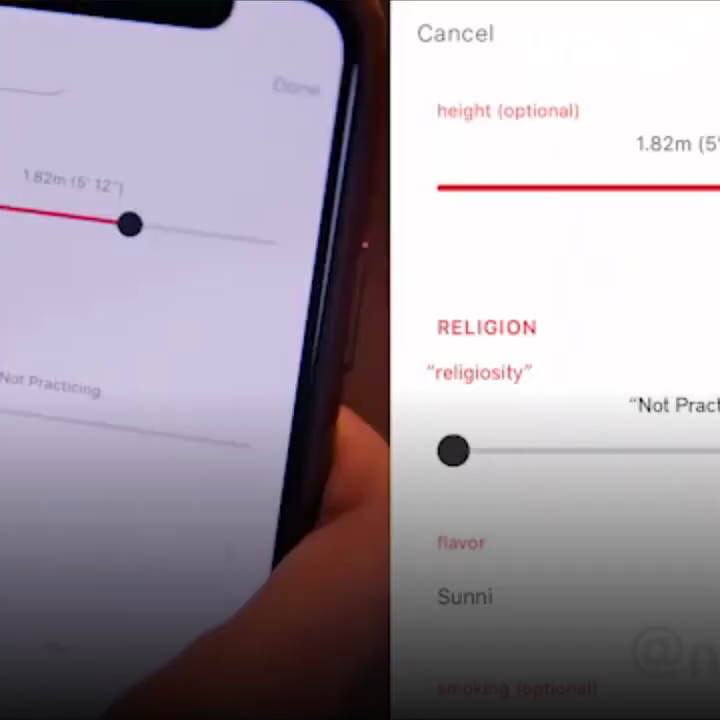 Done
1.82m (5' 12")
Not Practicing
Cancel
height (optional)
1.82m (5'
RELIGION
“religiosity”
“Not Pract
flavor
Sunni
smoking (optional)